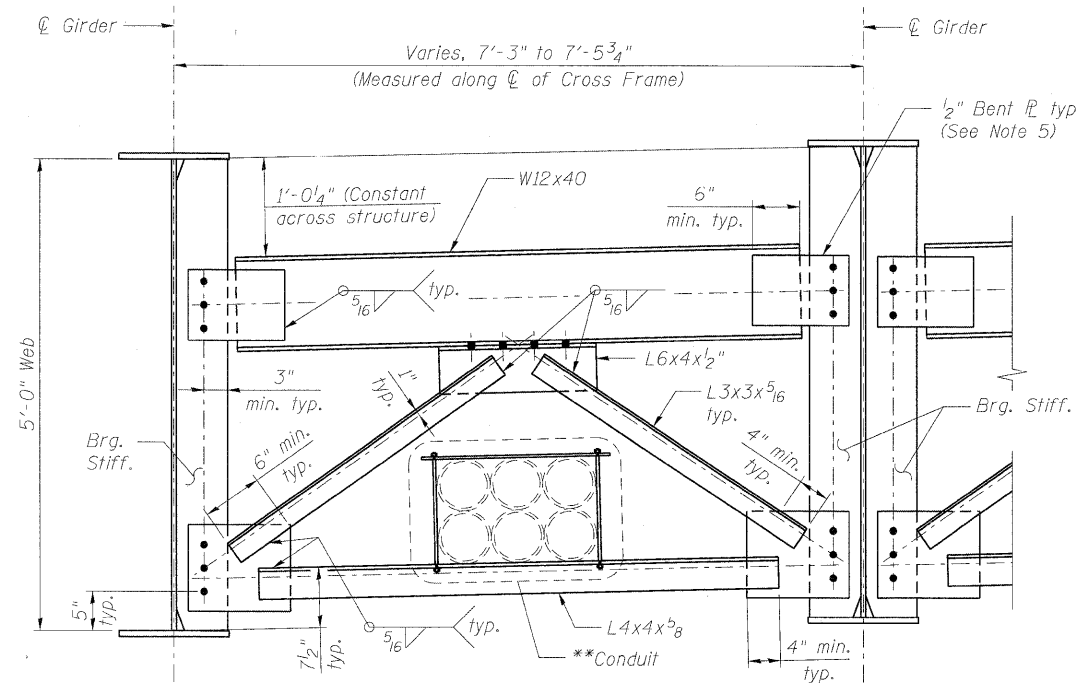 ℄ Girder
℄ Girder
Varies, 7'-3" to 7'-5¾"
(Measured along ℄ of Cross Frame)
½" Bent ℙ typ
(See Note 5)
W12x40
1'-0¼" (Constant
across structure)
6"
min. typ.
5/16
typ.
5/16
5'-0" Web
L6x4x½"
3"
min. typ.
1"
typ.
L3x3x5/16
typ.
Brg. Stiff.
Brg.
Stiff.
6" min.
typ.
4" min.
typ.
5"
typ.
7½"
typ.
5/16
typ.
L4x4x5/8
**Conduit
4" min.
typ.